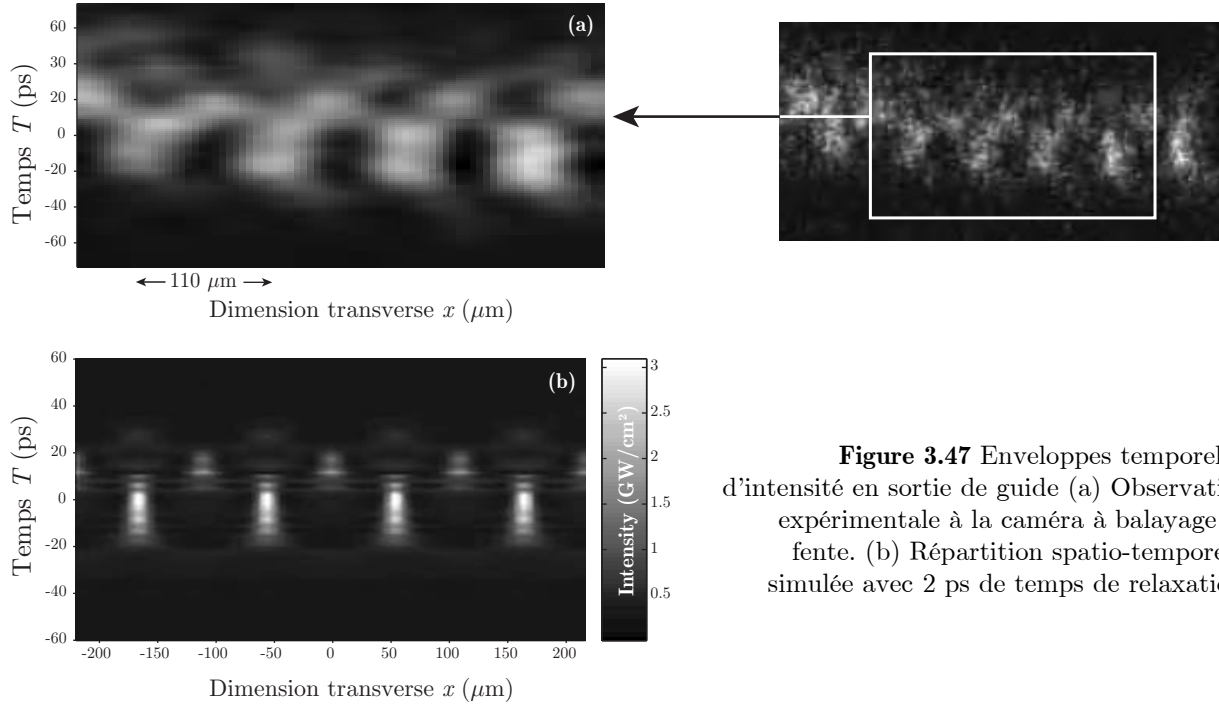 (a)
Temps T (ps)
60
30
20
0
-20
-40
-60
110 μm
Dimension transverse x (μm)
(b)
Temps T (ps)
60
40
20
0
-20
-40
-60
-200 -150 -100 -50 0 50 100 150 200
Dimension transverse x (μm)
Intensity (GW/cm²)
3
2.5
2
1.5
1
0.5
Figure 3.47 Enveloppes temporel
d'intensité en sortie de guide (a) Observati
expérimentale à la caméra à balayage
fente. (b) Répartition spatio-tempore
simulée avec 2 ps de temps de relaxatio